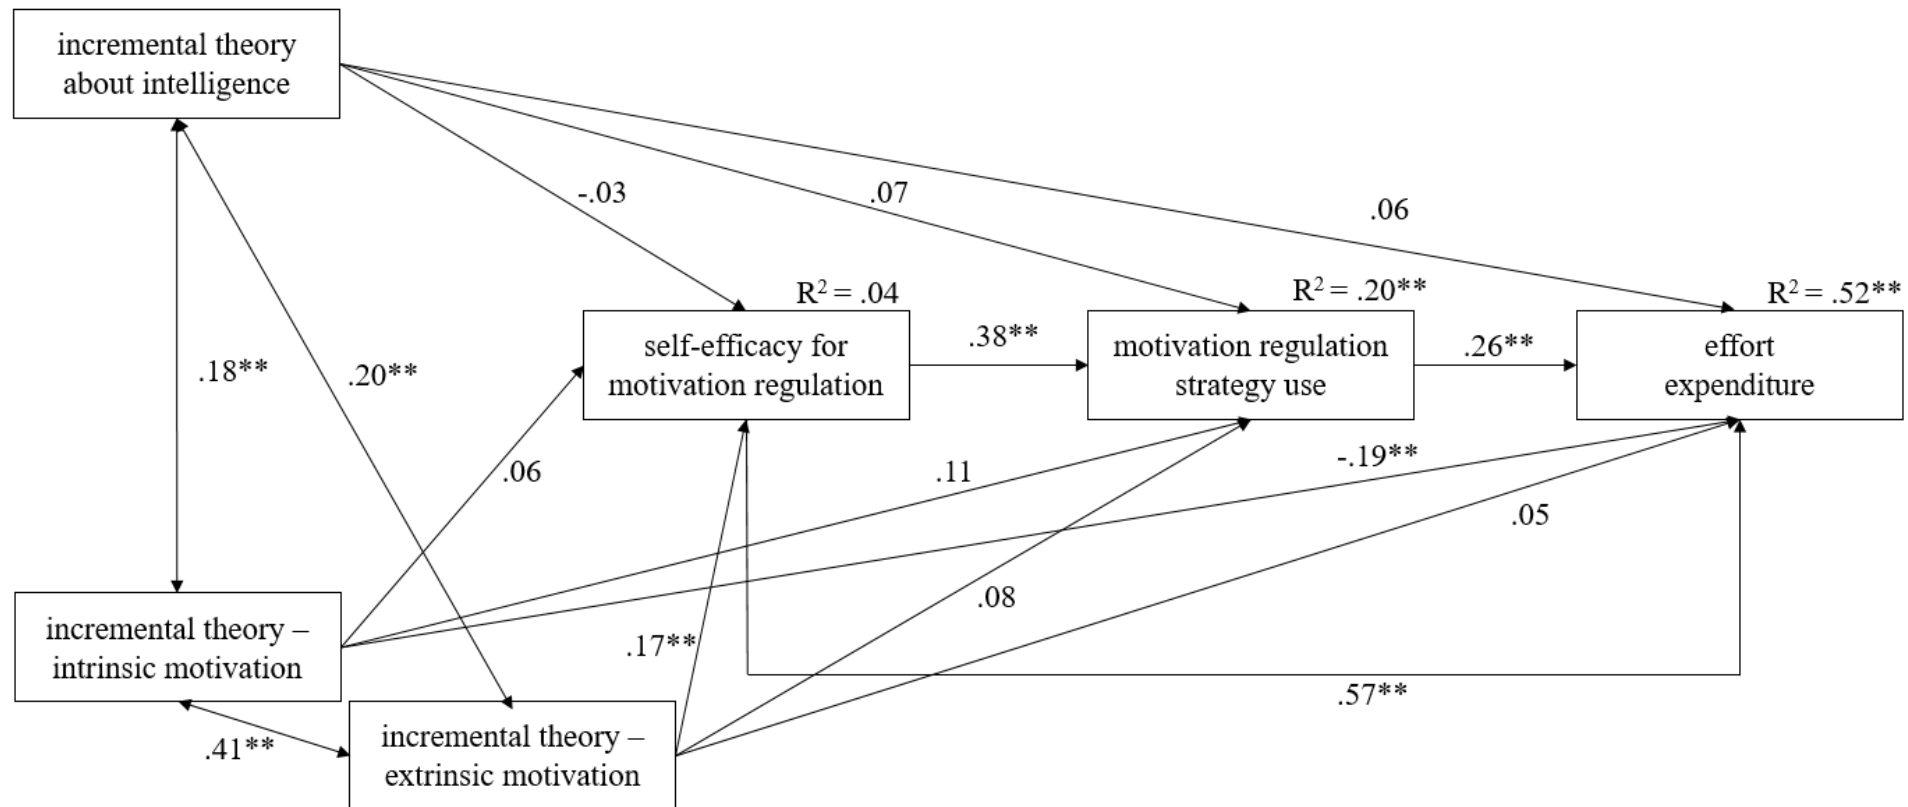 incremental theory
about intelligence
-.03
.07
.06
R² = .04
R² = .20**
R² = .52**
self-efficacy for
motivation regulation
.38**
motivation regulation
strategy use
.26**
effort
expenditure
.18**
.20**
.06
.11
-.19**
.05
.08
.17**
.57**
incremental theory –
intrinsic motivation
.41**
incremental theory –
extrinsic motivation